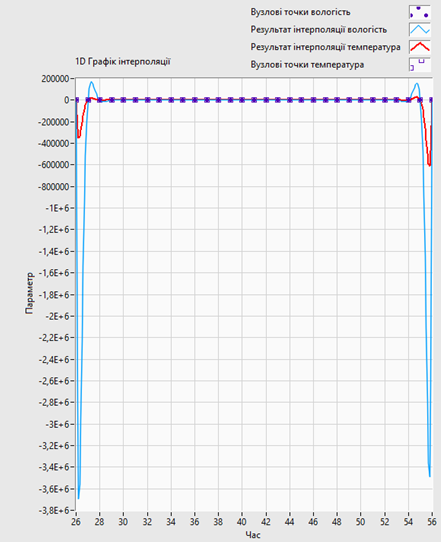 Вузлові точки вологість
Результат інтерполяції вологість
Результат інтерполяції температура
Вузлові точки температура
1D Графік інтерполяції
200000
0
-200000
-400000
-600000
-800000
-1E+6
-1,2E+6
-1,4E+6
-1,6E+6
-1,8E+6
-2E+6
-2,2E+6
-2,4E+6
-2,6E+6
-2,8E+6
-3E+6
-3,2E+6
-3,4E+6
-3,6E+6
-3,8E+6
Параметр
26 28 30 32 34 36 38 40 42 44 46 48 50 52 54 56
Час